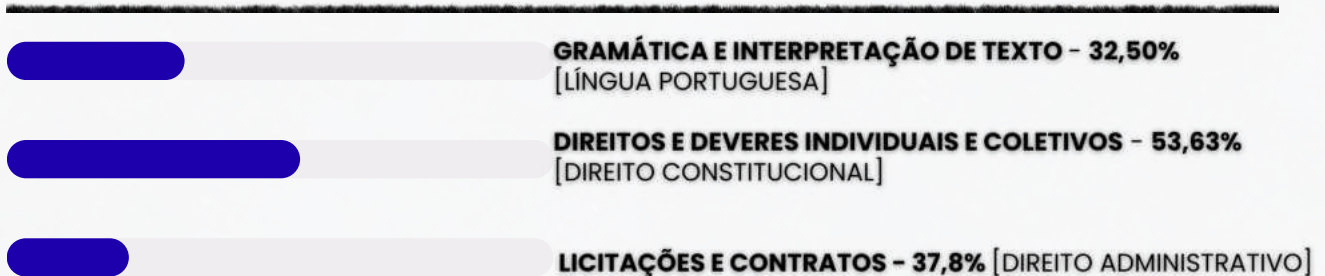 GRAMÁTICA E INTERPRETAÇÃO DE TEXTO - 32,50%
[LÍNGUA PORTUGUESA]
DIREITOS E DEVERES INDIVIDUAIS E COLETIVOS - 53,63%
[DIREITO CONSTITUCIONAL]
LICITAÇÕES E CONTRATOS - 37,8% [DIREITO ADMINISTRATIVO]